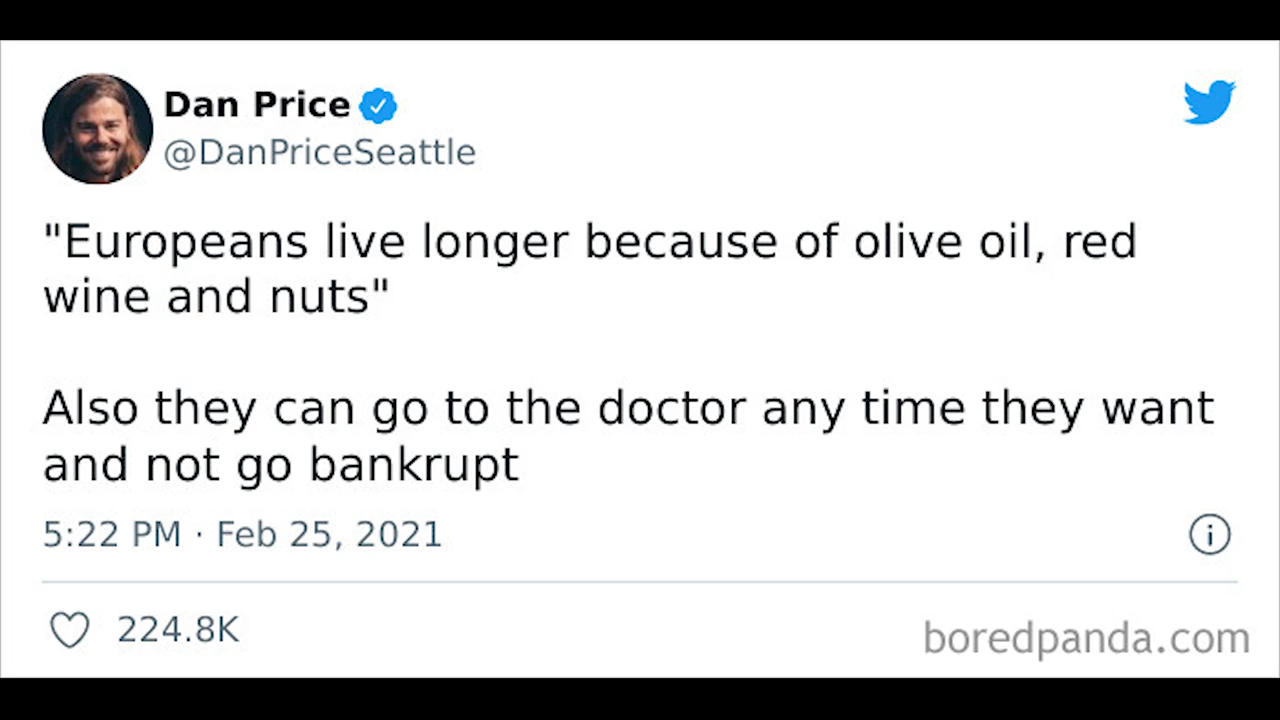 Dan Price
@DanPriceSeattle
"Europeans live longer because of olive oil, red
wine and nuts"
Also they can go to the doctor any time they want
and not go bankrupt
5:22 PM · Feb 25, 2021
224.8K
boredpanda.com